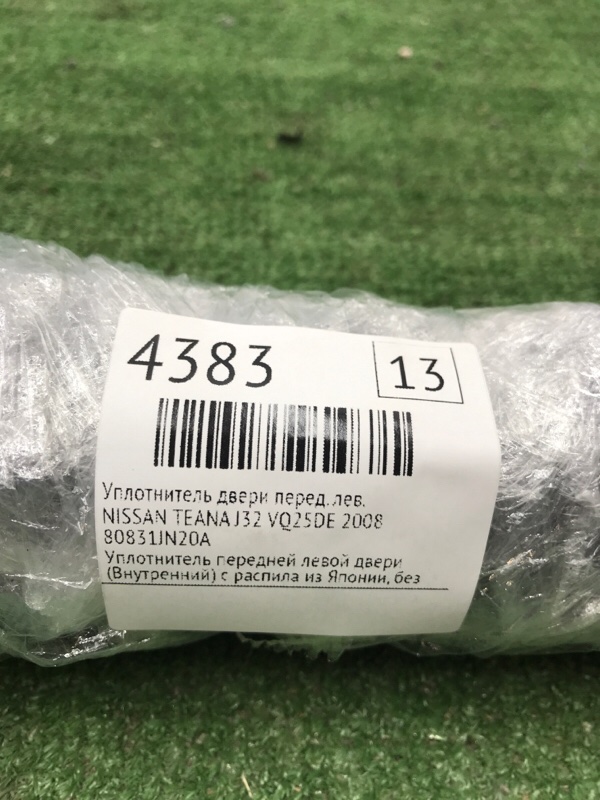 4383
13
Уплотнитель двери перед. лев.
NISSAN TEANA J32 VQ25DE 2008
80831JN20A
Уплотнитель передней левой двери
(Внутренний) с распила из Японии, без